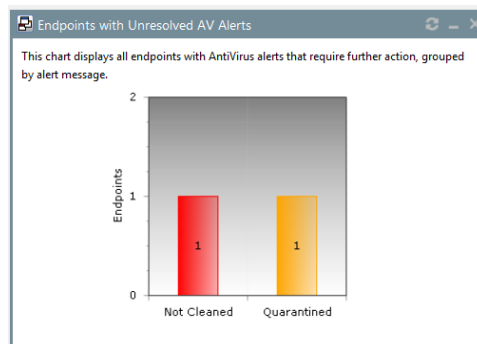 Endpoints with Unresolved AV Alerts
This chart displays all endpoints with AntiVirus alerts that require further action, grouped
by alert message.
2
Endpoints
1
1
1
0
Not Cleaned
Quarantined